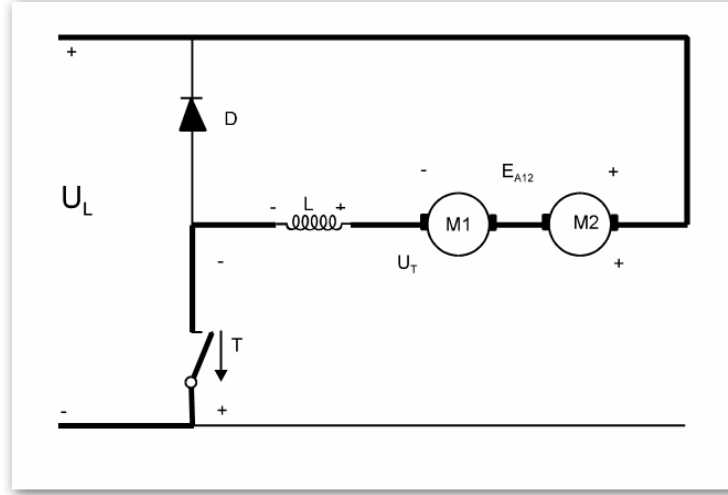 +
D
U_L
- E_A12 +
- L +
M1 M2
U_T +
-
T
- +